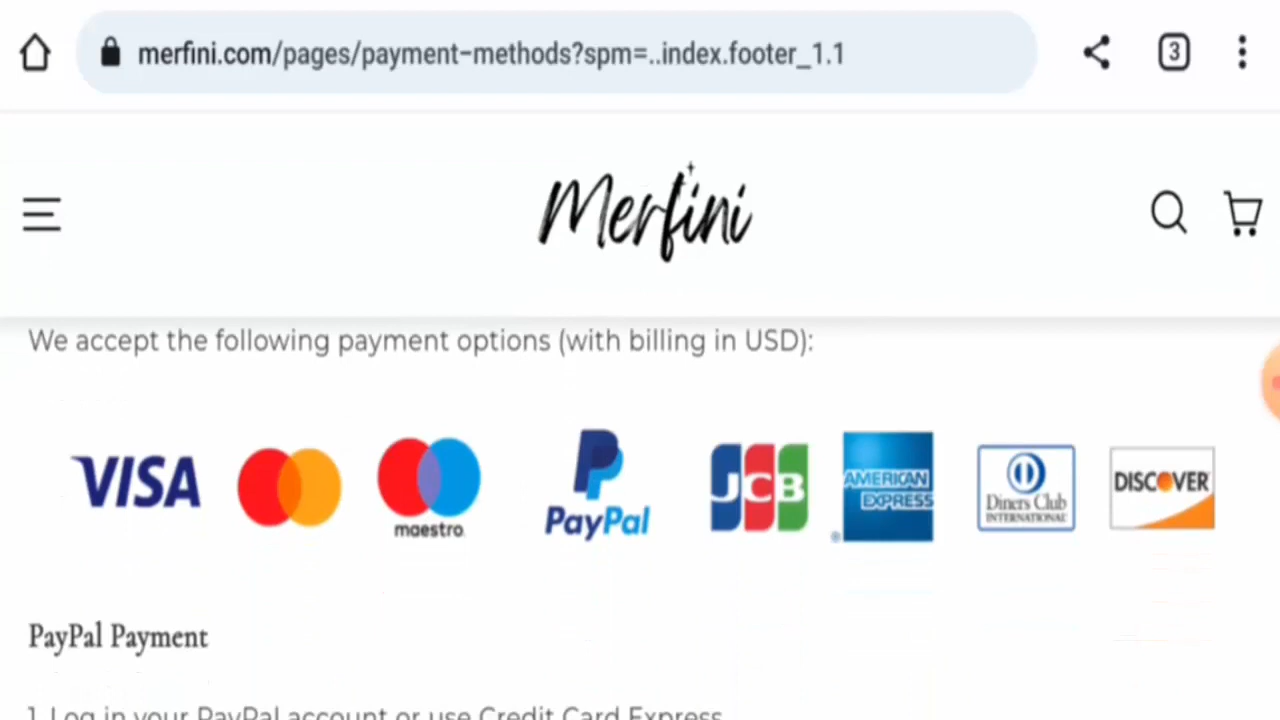 merfini.com/pages/payment-methods?spm=..index.footer_1.1
3
Merfini
We accept the following payment options (with billing in USD):
VISA
maestro
PayPal
JCB
AMERICAN
EXPRESS
Diners Club
INTERNATIONAL
DISCOVER
PayPal Payment
1. Log in your PayPal account or use Credit Card Express